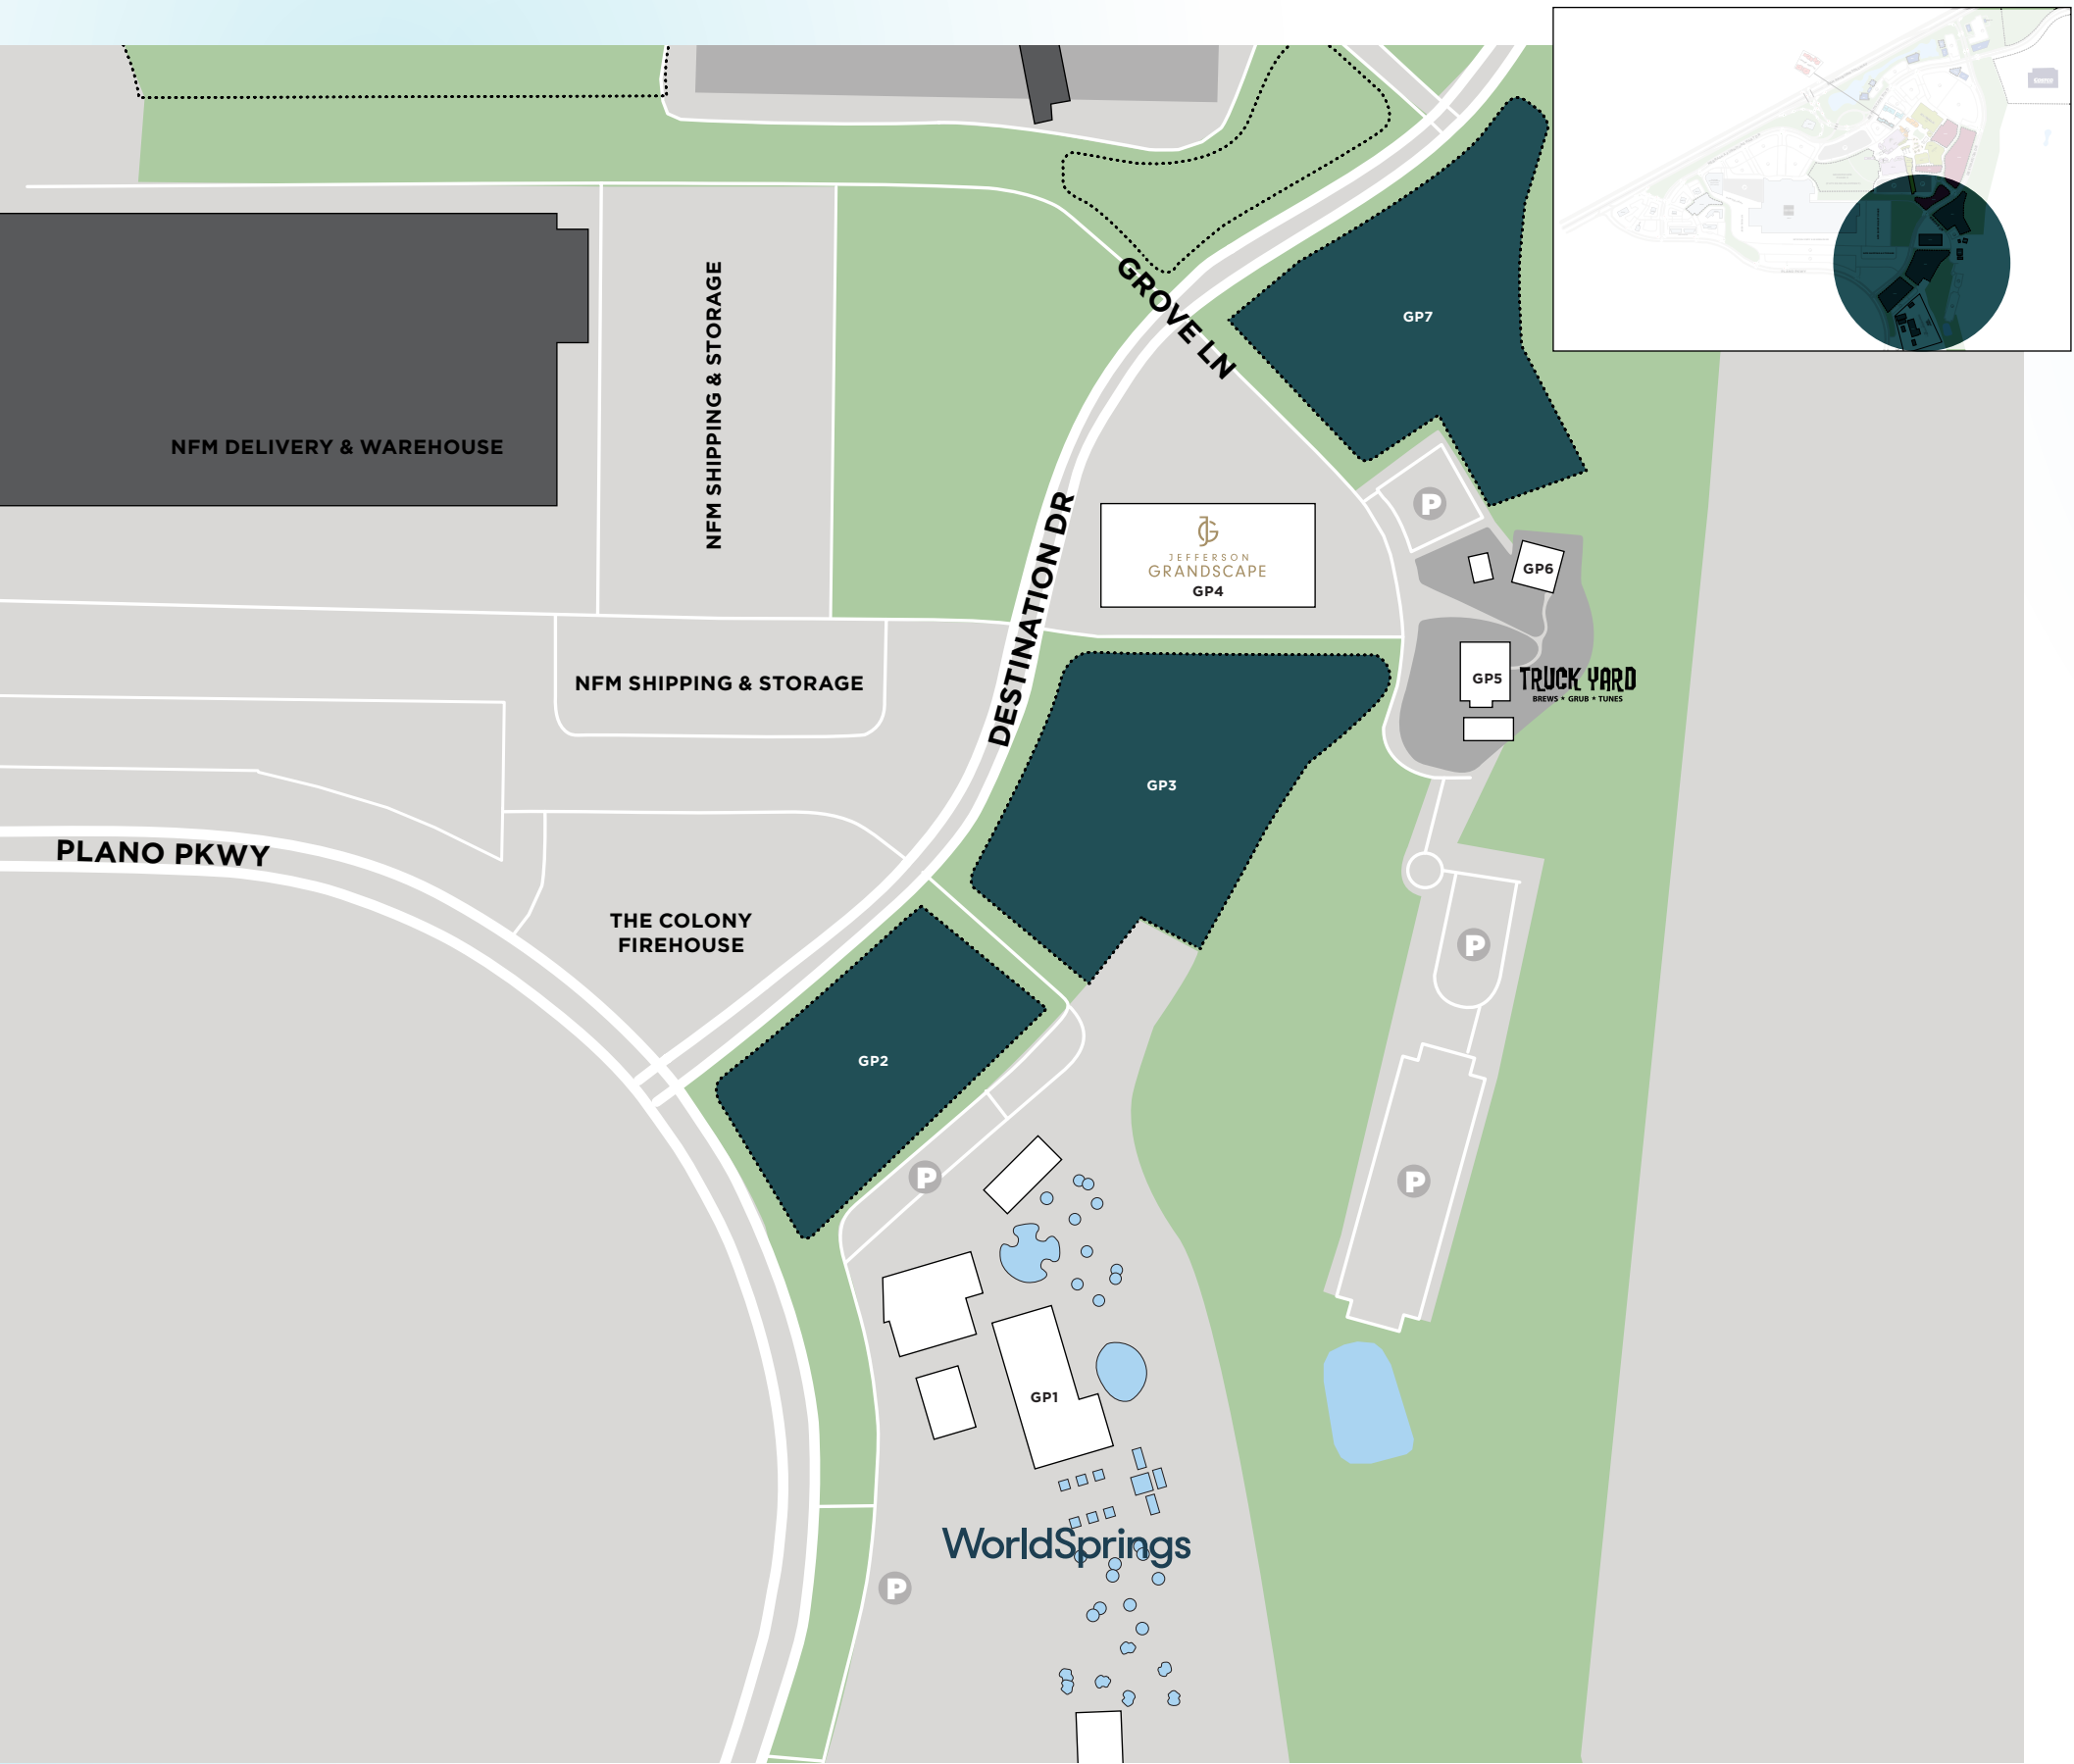 GROVE LN
GP7
NFM SHIPPING & STORAGE
NFM DELIVERY & WAREHOUSE
P
JEFFERSON
GRANDSCAPE
GP4
GP6
DESTINATION DR
NFM SHIPPING & STORAGE
GP5
TRUCK YARD
BREWS ★ GRUB ★ TUNES
GP3
PLANO PKWY
THE COLONY
FIREHOUSE
P
GP2
P
P
GP1
WorldSprings
P